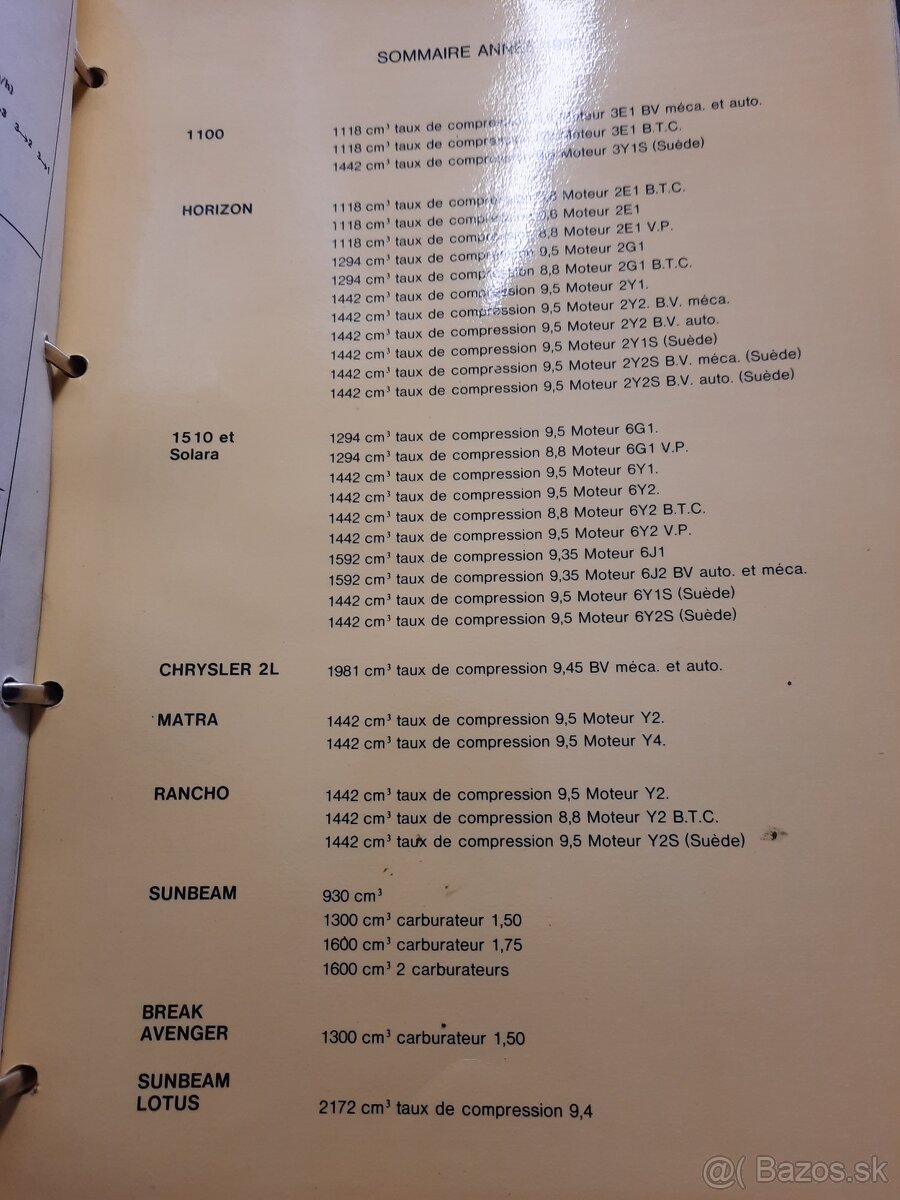 SOMMAIRE
1100
1118 cm³ taux de Moteur 3E1 BV méca. et auto.
1118 cm³ taux de Moteur 3E1 B.T.C.
1442 cm³ taux de Moteur 3Y1S (Suède)
HORIZON
1118 cm³ taux de Moteur 2E1 B.T.C.
1118 cm³ taux de Moteur 2E1
1118 cm³ taux de compression 8,8 Moteur 2E1 V.P.
1294 cm³ taux de compression 9,5 Moteur 2G1
1294 cm³ taux de compression 8,8 Moteur 2G1 B.T.C.
1442 cm³ taux de compression 9,5 Moteur 2Y1.
1442 cm³ taux de compression 9,5 Moteur 2Y2. B.V. méca.
1442 cm³ taux de compression 9,5 Moteur 2Y2 B.V. auto.
1442 cm³ taux de compression 9,5 Moteur 2Y1S (Suède)
1442 cm³ taux de compression 9,5 Moteur 2Y2S B.V. méca. (Suède)
1442 cm³ taux de compression 9,5 Moteur 2Y2S B.V. auto. (Suède)
1510 et
Solara
1294 cm³ taux de compression 9,5 Moteur 6G1.
1294 cm³ taux de compression 8,8 Moteur 6G1 V.P.
1442 cm³ taux de compression 9,5 Moteur 6Y1.
1442 cm³ taux de compression 9,5 Moteur 6Y2.
1442 cm³ taux de compression 8,8 Moteur 6Y2 B.T.C.
1442 cm³ taux de compression 9,5 Moteur 6Y2 V.P.
1592 cm³ taux de compression 9,35 Moteur 6J1
1592 cm³ taux de compression 9,35 Moteur 6J2 BV auto. et méca.
1442 cm³ taux de compression 9,5 Moteur 6Y1S (Suède)
1442 cm³ taux de compression 9,5 Moteur 6Y2S (Suède)
CHRYSLER 2L
1981 cm³ taux de compression 9,45 BV méca. et auto.
MATRA
1442 cm³ taux de compression 9,5 Moteur Y2.
1442 cm³ taux de compression 9,5 Moteur Y4.
RANCHO
1442 cm³ taux de compression 9,5 Moteur Y2.
1442 cm³ taux de compression 8,8 Moteur Y2 B.T.C.
1442 cm³ taux de compression 9,5 Moteur Y2S (Suède)
SUNBEAM
930 cm³
1300 cm³ carburateur 1,50
1600 cm³ carburateur 1,75
1600 cm³ 2 carburateurs
BREAK
AVENGER
1300 cm³ carburateur 1,50
SUNBEAM
LOTUS
2172 cm³ taux de compression 9,4
@( Bazos.sk